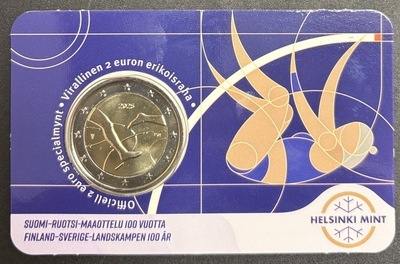 • Virallinen 2 euron erikoisraha •
Officiell 2 euro specialmynt
2025
FI
SUOMI-RUOTSI-MAAOTTELU 100 VUOTTA
FINLAND-SVERIGE-LANDSKAMPEN 100 ÅR
HELSINKI MINT